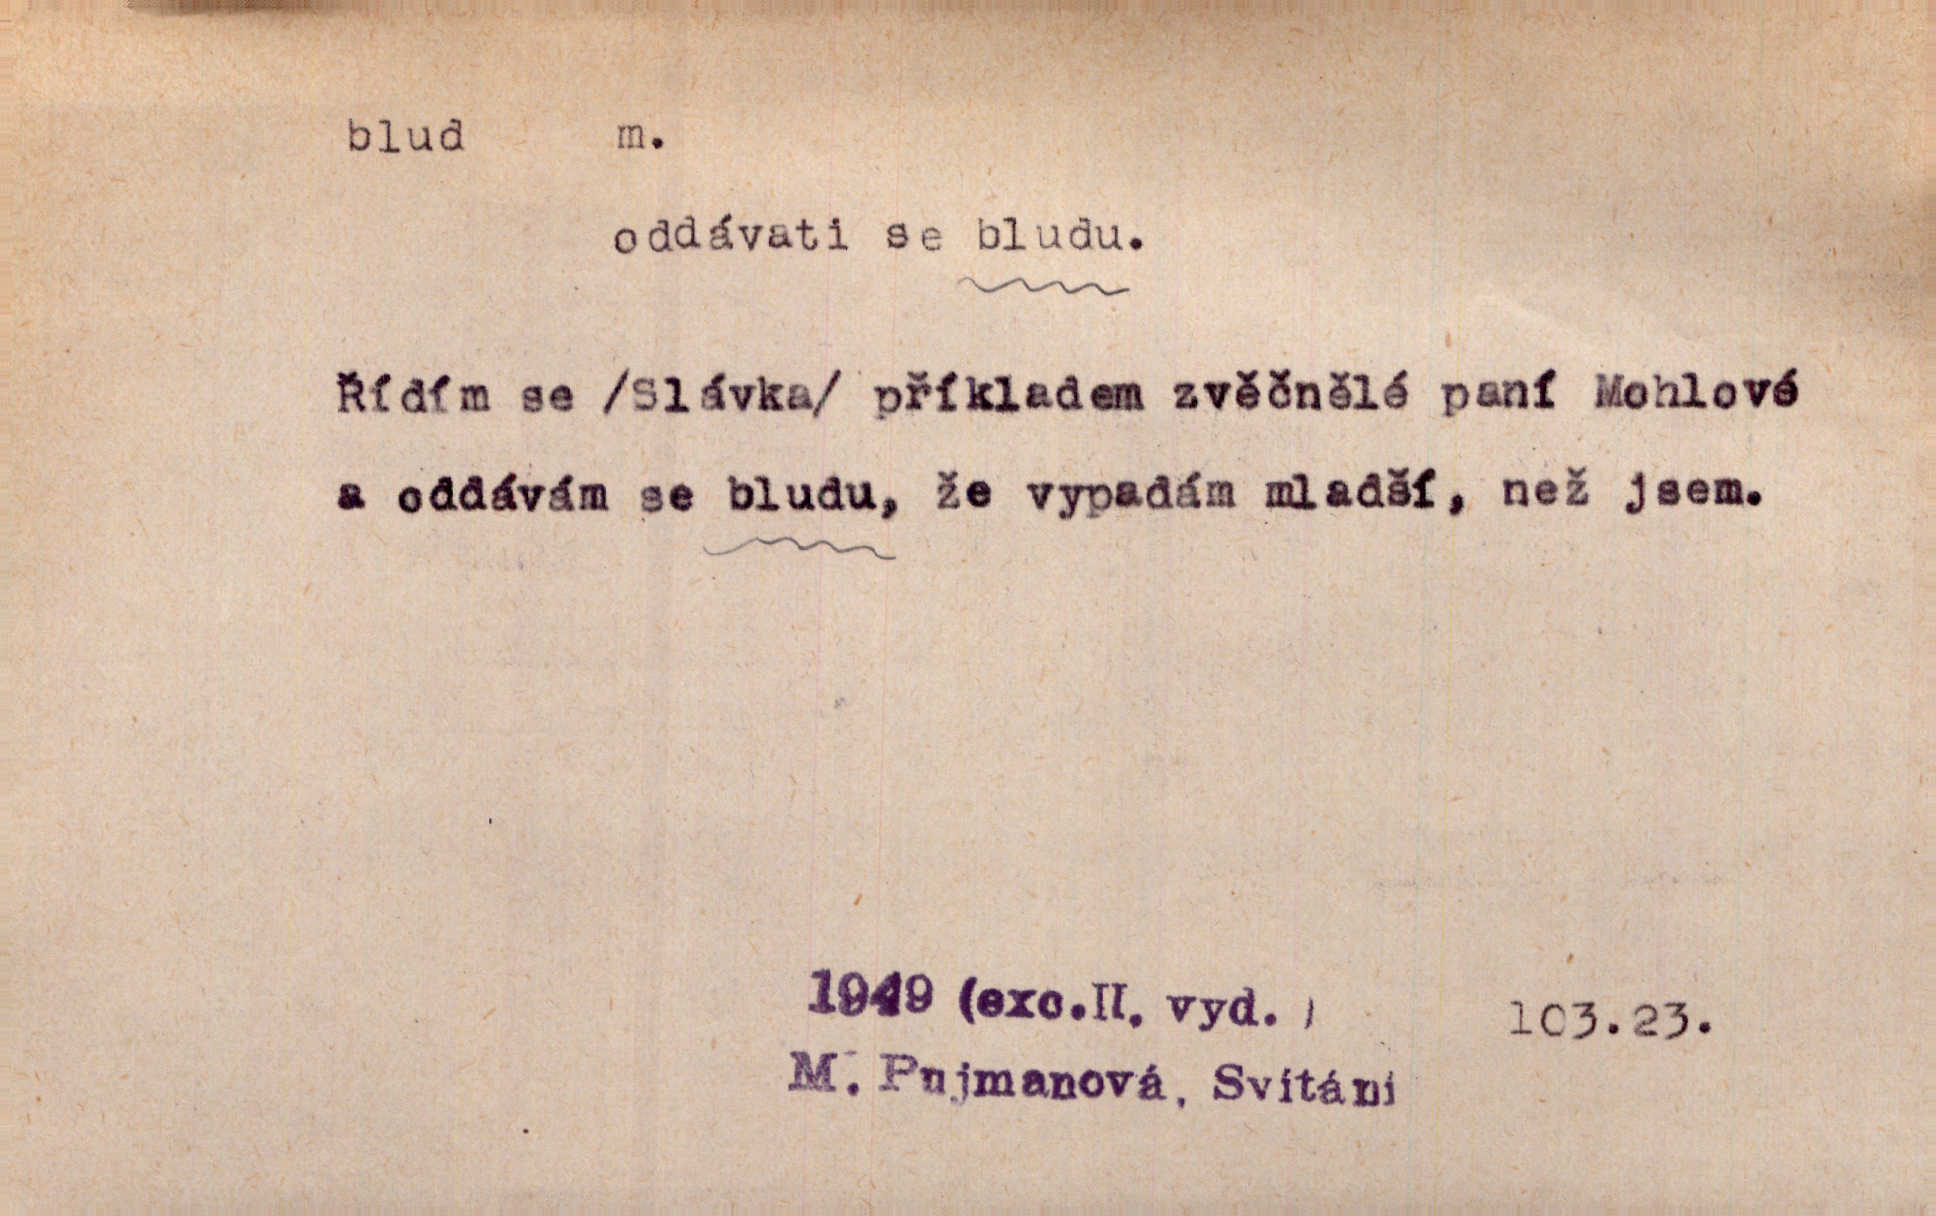 blud m.
oddávati se bludu.
Řídím se /Slávka/ příkladem zvěčnělé paní Mohlové
a oddávám se bludu, že vypadám mladší, než jsem.
1949 (exc.II. vyd. )
103.23.
M. Pujmanová, Svítání